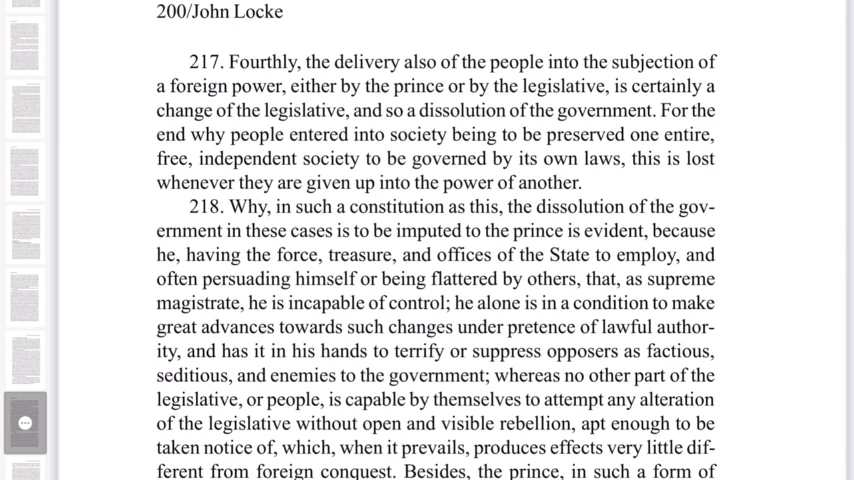 200/John Locke
217. Fourthly, the delivery also of the people into the subjection of
a foreign power, either by the prince or by the legislative, is certainly a
change of the legislative, and so a dissolution of the government. For the
end why people entered into society being to be preserved one entire,
free, independent society to be governed by its own laws, this is lost
whenever they are given up into the power of another.
218. Why, in such a constitution as this, the dissolution of the gov-
ernment in these cases is to be imputed to the prince is evident, because
he, having the force, treasure, and offices of the State to employ, and
often persuading himself or being flattered by others, that, as supreme
magistrate, he is incapable of control; he alone is in a condition to make
great advances towards such changes under pretence of lawful author-
ity, and has it in his hands to terrify or suppress opposers as factious,
seditious, and enemies to the government; whereas no other part of the
legislative, or people, is capable by themselves to attempt any alteration
of the legislative without open and visible rebellion, apt enough to be
taken notice of, which, when it prevails, produces effects very little dif-
ferent from foreign conquest. Besides, the prince, in such a form of